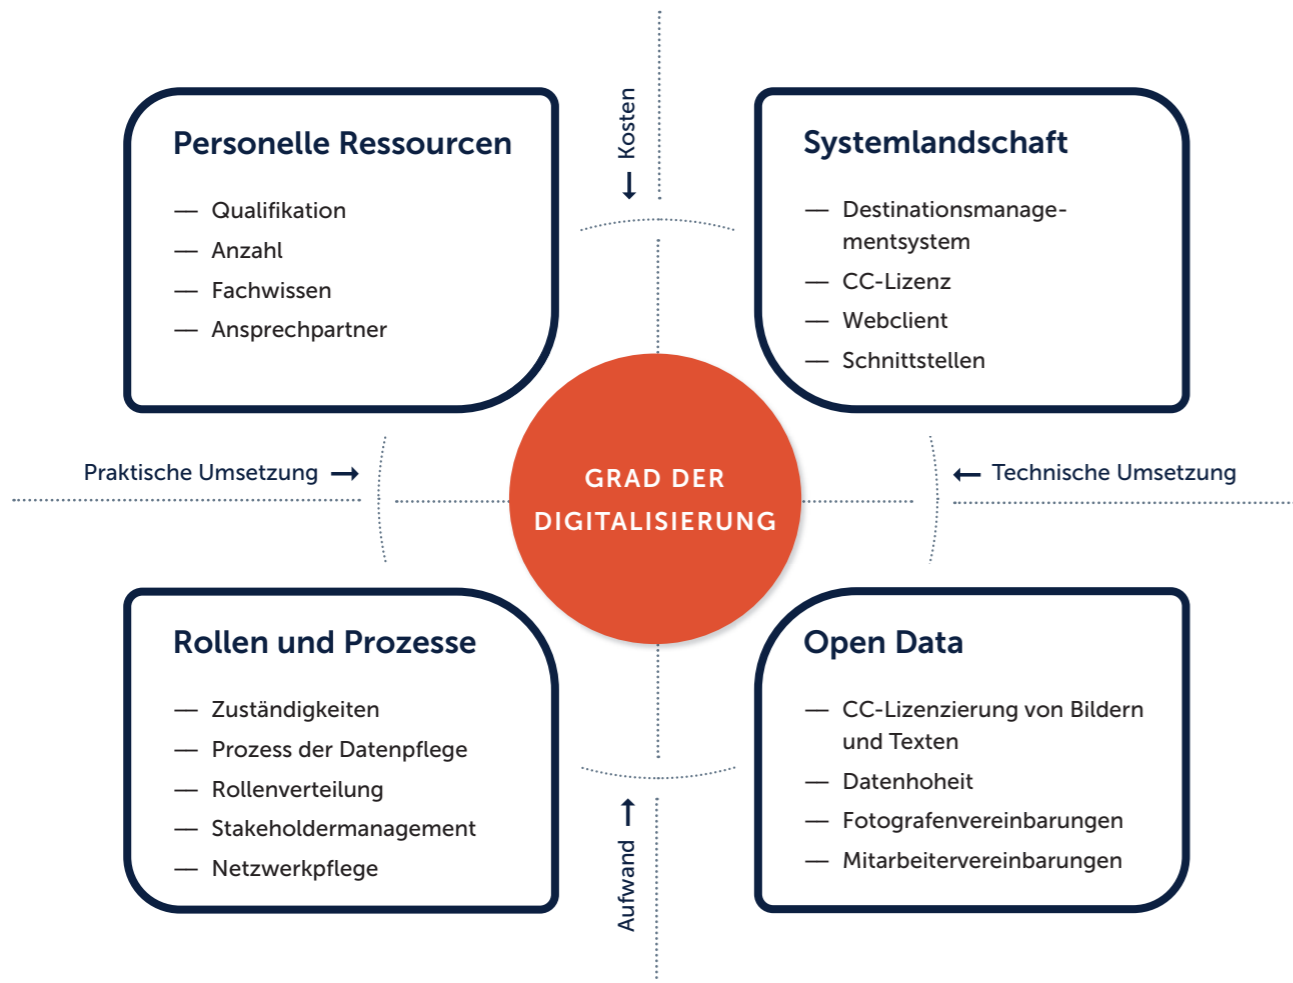 Personelle Ressourcen
— Qualifikation
— Anzahl
— Fachwissen
— Ansprechpartner
Kosten
Systemlandschaft
— Destinationsmanage-
mentsystem
— CC-Lizenz
— Webclient
— Schnittstellen
Praktische Umsetzung →
GRAD DER
DIGITALISIERUNG
← Technische Umsetzung
Rollen und Prozesse
— Zuständigkeiten
— Prozess der Datenpflege
— Rollenverteilung
— Stakeholdermanagement
— Netzwerkpflege
Aufwand
Open Data
— CC-Lizenzierung von Bildern
und Texten
— Datenhoheit
— Fotografenvereinbarungen
— Mitarbeitervereinbarungen